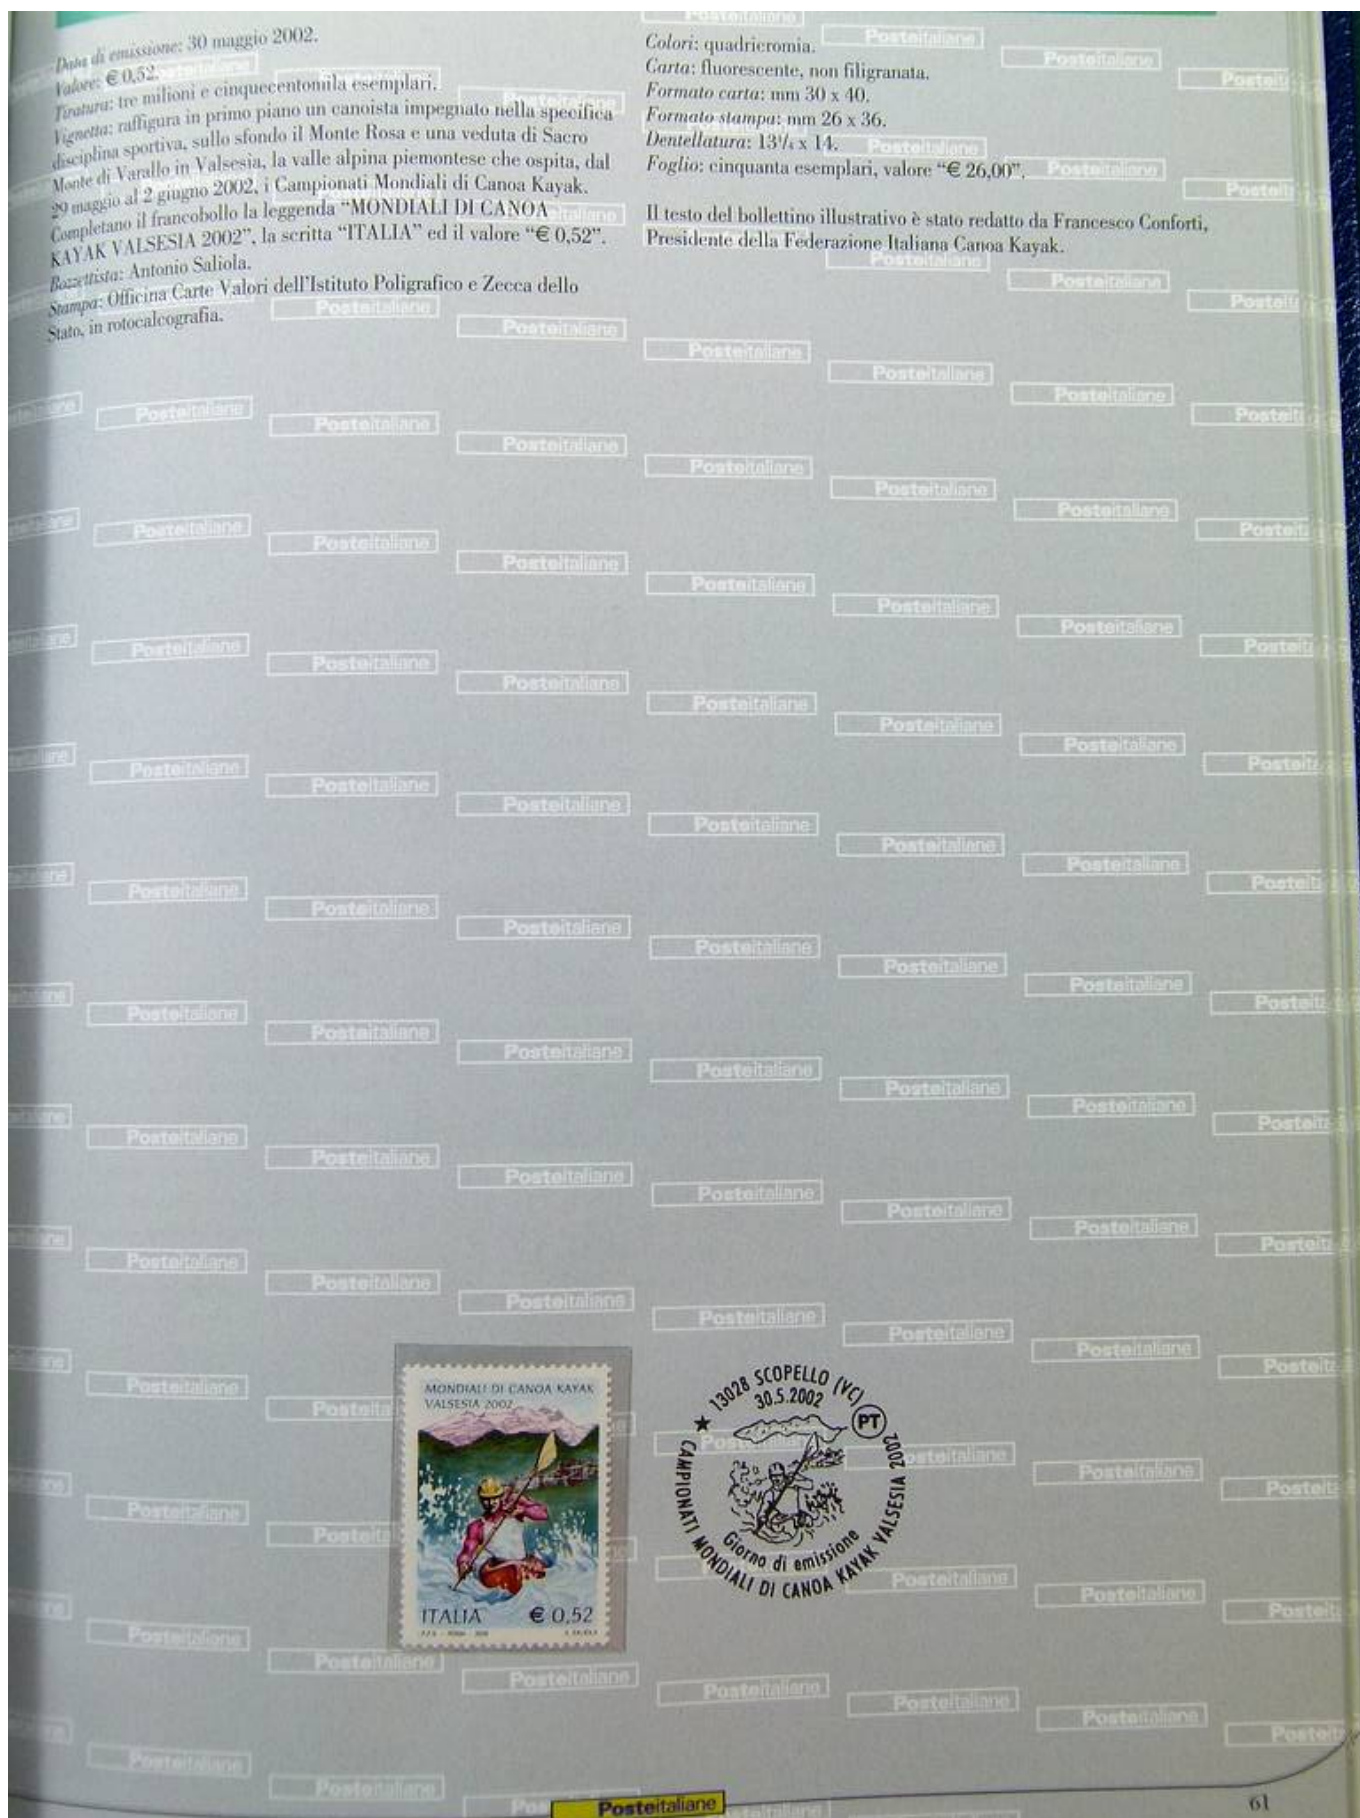 Data di emissione: 30 maggio 2002.
Valore: € 0,52.
Tiratura: tre milioni e cinquecentomila esemplari.
Vignetta: raffigura in primo piano un canoista impegnato nella specifica
disciplina sportiva, sullo sfondo il Monte Rosa e una veduta di Sacro
Monte di Varallo in Valsesia, la valle alpina piemontese che ospita, dal
29 maggio al 2 giugno 2002, i Campionati Mondiali di Canoa Kayak.
Completano il francobollo la leggenda “MONDIALI DI CANOA
KAYAK VALSESIA 2002”, la scritta “ITALIA” ed il valore “€ 0,52”.
Bozzettista: Antonio Saliola.
Stampa: Officina Carte Valori dell'Istituto Poligrafico e Zecca dello
Stato, in rotocalcografia.
Colori: quadricromia.
Carta: fluorescente, non filigranata.
Formato carta: mm 30 x 40.
Formato stampa: mm 26 x 36.
Dentellatura: 13¹/₄ x 14.
Foglio: cinquanta esemplari, valore “€ 26,00”.
Il testo del bollettino illustrativo è stato redatto da Francesco Conforti,
Presidente della Federazione Italiana Canoa Kayak.
MONDIALI DI CANOA KAYAK
VALSESIA 2002
ITALIA € 0,52
13028 SCOPELLO (VC)
30.5.2002
PT
Giorno di emissione
CAMPIONATI MONDIALI DI CANOA KAYAK VALSESIA 2002
Posteitaliane
61